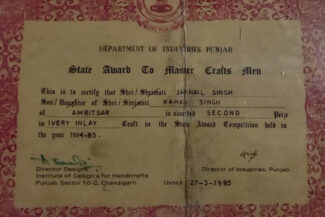 DEPARTMENT OF INDUSTRIES PUNJAB
State Award To Master Crafts Men
This is to certify that Shri/Shrimati JARNAIL SINGH
Son/Daughter of Shri/Shrimati KAHAN SINGH
of AMRITSAR is awarded SECOND Prize
in IVERY INLAY Craft in the State Award Competition held in
the year 1984-85.
Director Design
Institute of Designs for Handicrafts
Punjab, Sector 10-C, Chandigarh
Director of Industries, Punjab
Dated 27-3-1985